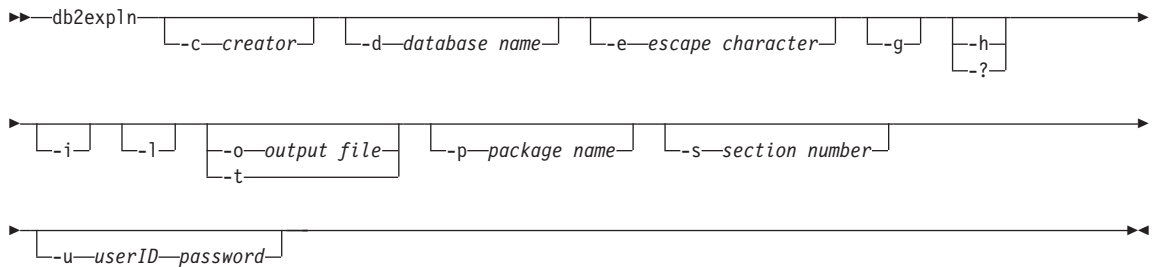 db2expln -c creator -d database name -e escape character -g -h
-?
-i -l -o output file -p package name -s section number
-t
-u userID password